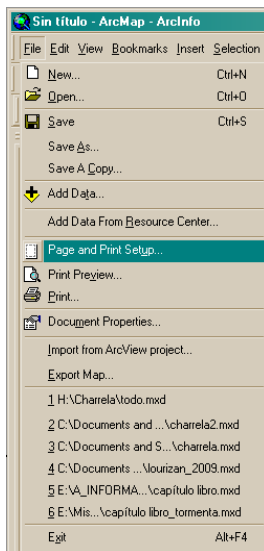 Sin título - ArcMap - ArcInfo
File Edit View Bookmarks Insert Selection
New... Ctrl+N
Open... Ctrl+O
Save Ctrl+S
Save As...
Save A Copy...
Add Data...
Add Data From Resource Center...
Page and Print Setup...
Print Preview...
Print...
Document Properties...
Import from ArcView project...
Export Map...
1 H:\Charrela\todo.mxd
2 C:\Documents and ...\charrela2.mxd
3 C:\Documents and S...\charrela.mxd
4 C:\Documents ...\lourizan_2009.mxd
5 E:\A_INFORMA...\capítulo libro.mxd
6 E:\Mis...\capítulo libro_tormenta.mxd
Exit Alt+F4